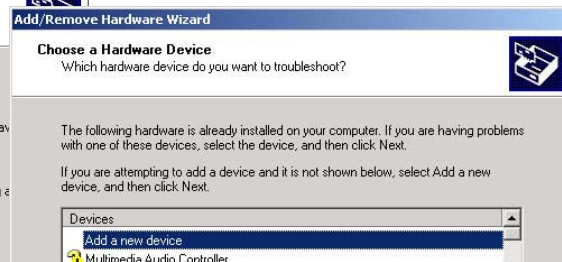 Add/Remove Hardware Wizard
Choose a Hardware Device
Which hardware device do you want to troubleshoot?
The following hardware is already installed on your computer. If you are having problems
with one of these devices, select the device, and then click Next.
If you are attempting to add a device and it is not shown below, select Add a new
device, and then click Next.
Devices
Add a new device
Multimedia Audio Controller